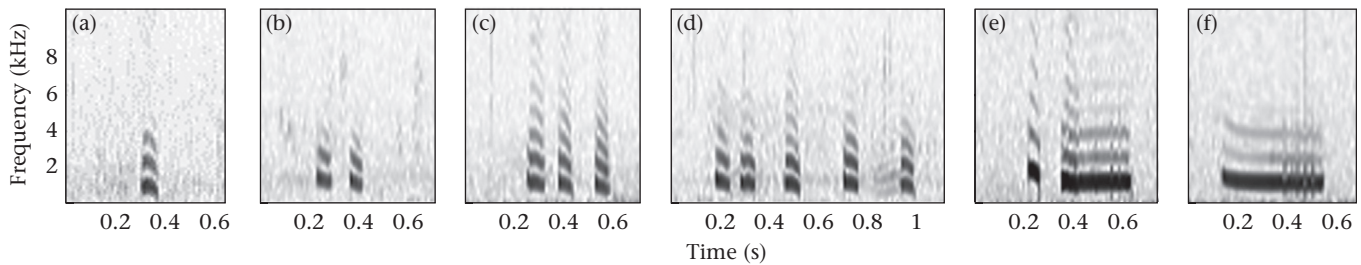 (a) (b) (c) (d) (e) (f)
Frequency (kHz)
8
6
4
2
0.2 0.4 0.6 0.2 0.4 0.6 0.2 0.4 0.6 0.2 0.4 0.6 0.8 1 0.2 0.4 0.6 0.2 0.4 0.6
Time (s)